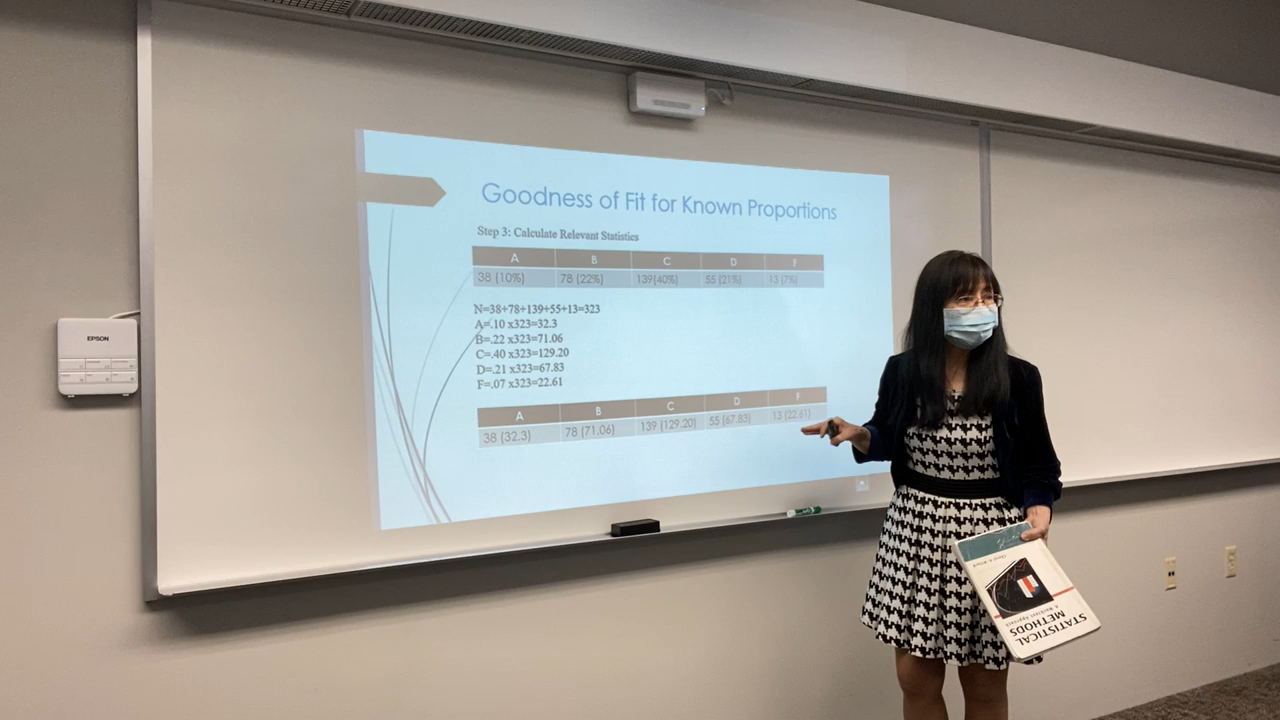 EPSON
Goodness of Fit for Known Proportions
Step 3: Calculate Relevant Statistics
A B C D F
38 (10%) 78 (22%) 139(40%) 55 (21%) 13 (7%)
N=38+78+139+55+13=323
A=.10 x323=32.3
B=.22 x323=71.06
C=.40 x323=129.20
D=.21 x323=67.83
F=.07 x323=22.61
A B C D F
38 (32.3) 78 (71.06) 139 (129.20) 55 (67.83) 13 (22.61)
STATISTICAL
METHODS